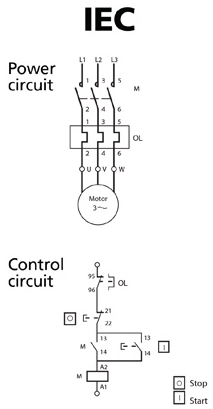 IEC
Power
circuit
L1 L2 L3
1 3 5
M
2 4 6
1 3 5
OL
2 4 6
U V W
Motor
3~
Control
circuit
95
OL
96
21
O
22
13 13
M I
14 14
A2
M
A1
O Stop
I Start